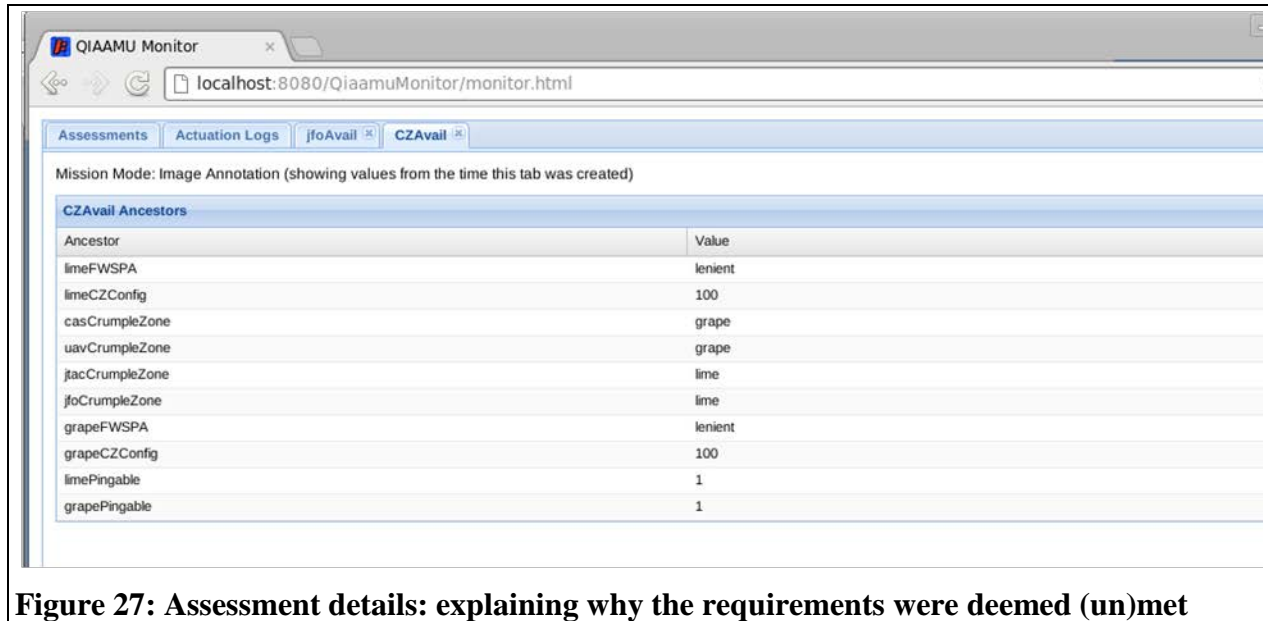 QIAAMU Monitor
localhost:8080/QiaamuMonitor/monitor.html
Assessments Actuation Logs jfoAvail CZAvail
Mission Mode: Image Annotation (showing values from the time this tab was created)
CZAvail Ancestors
Ancestor Value
limeFWSPA lenient
limeCZConfig 100
casCrumpleZone grape
uavCrumpleZone grape
jtacCrumpleZone lime
jfoCrumpleZone lime
grapeFWSPA lenient
grapeCZConfig 100
limePingable 1
grapePingable 1
Figure 27: Assessment details: explaining why the requirements were deemed (un)met